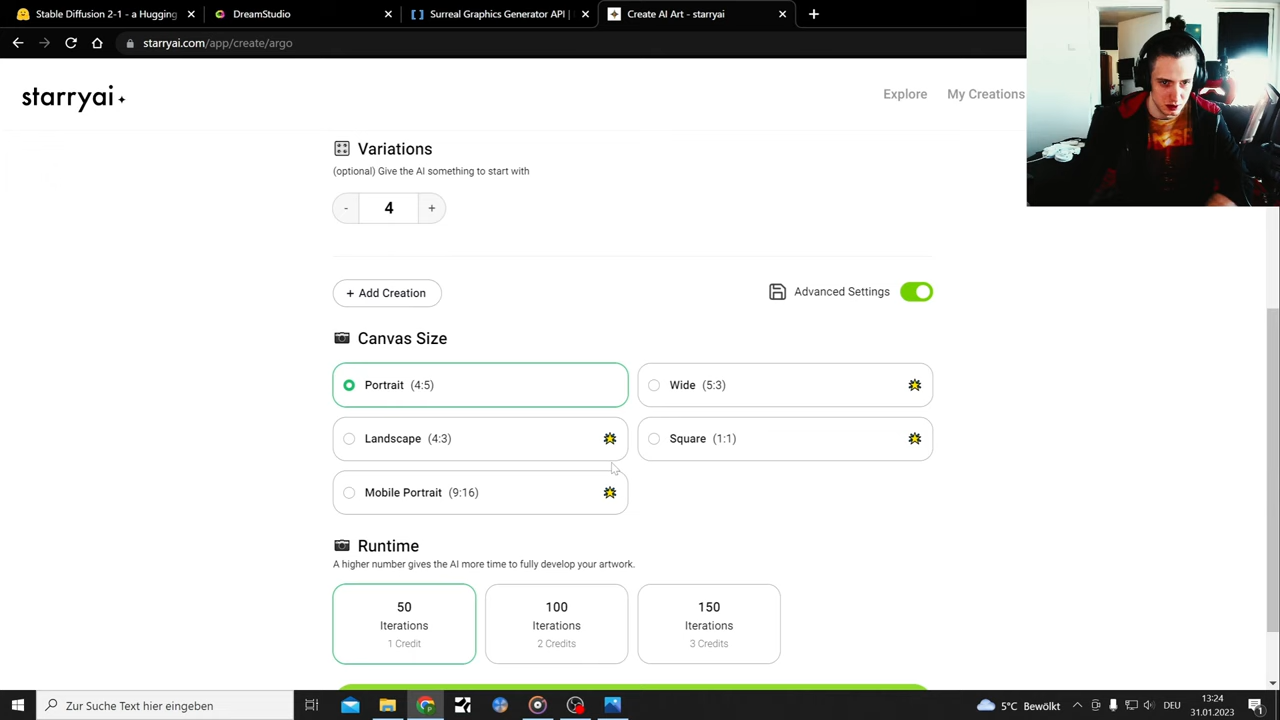 Stable Diffusion 2-1 - a Hugging
DreamStudio
Surreal Graphics Generator API |
Create AI Art - starryai
starryai.com/app/create/argo
starryai
Explore
My Creations
Variations
(optional) Give the AI something to start with
- 4 +
+ Add Creation
Advanced Settings
Canvas Size
Portrait (4:5)
Wide (5:3)
Landscape (4:3)
Square (1:1)
Mobile Portrait (9:16)
Runtime
A higher number gives the AI more time to fully develop your artwork.
50
Iterations
1 Credit
100
Iterations
2 Credits
150
Iterations
3 Credits
Zur Suche Text hier eingeben
5°C Bewölkt
DEU
13:24
31.01.2023
1